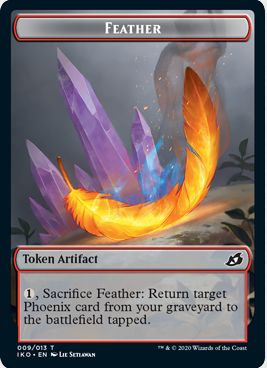 FEATHER
Token Artifact
1, Sacrifice Feather: Return target
Phoenix card from your graveyard to
the battlefield tapped.
009/013 T
IKO • EN LIE SETIAWAN
™ & © 2020 Wizards of the Coast